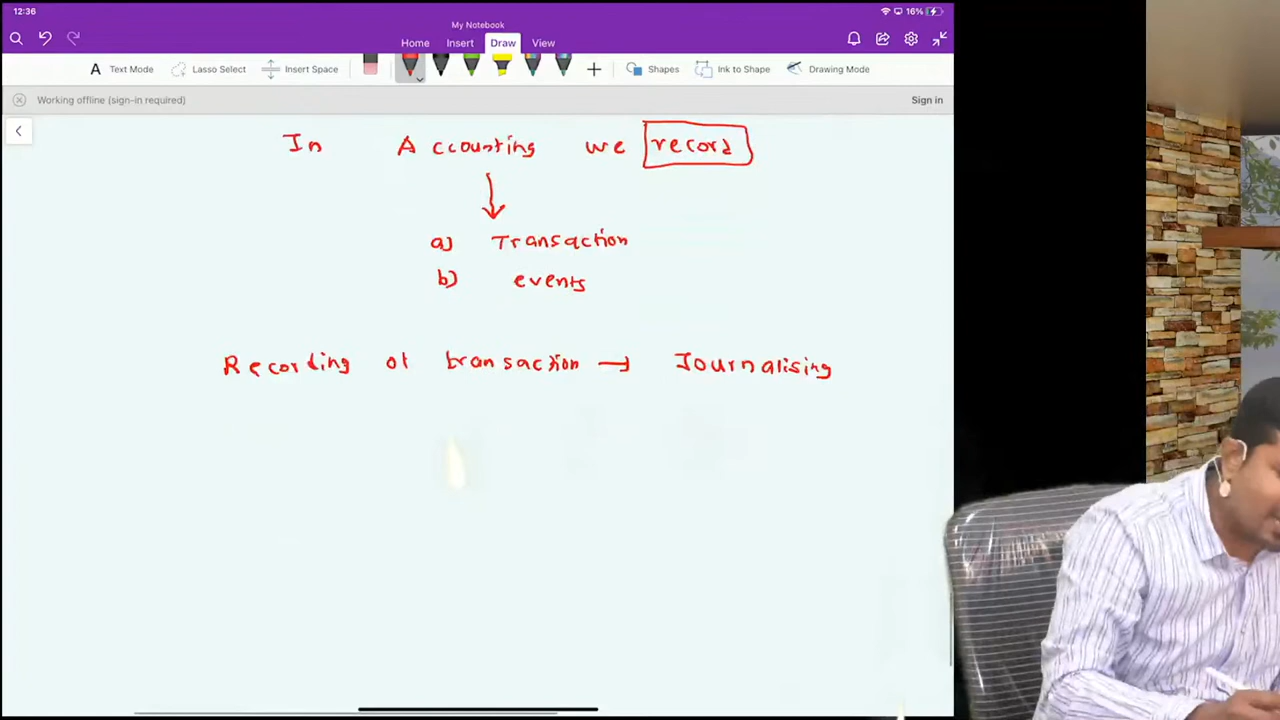 12:36
16%
My Notebook
Home Insert Draw View
Text Mode Lasso Select Insert Space Shapes Ink to Shape Drawing Mode
Working offline (sign-in required) Sign in
In Accounting we record
a) Transaction
b) events
Recording of transaction → Journalising